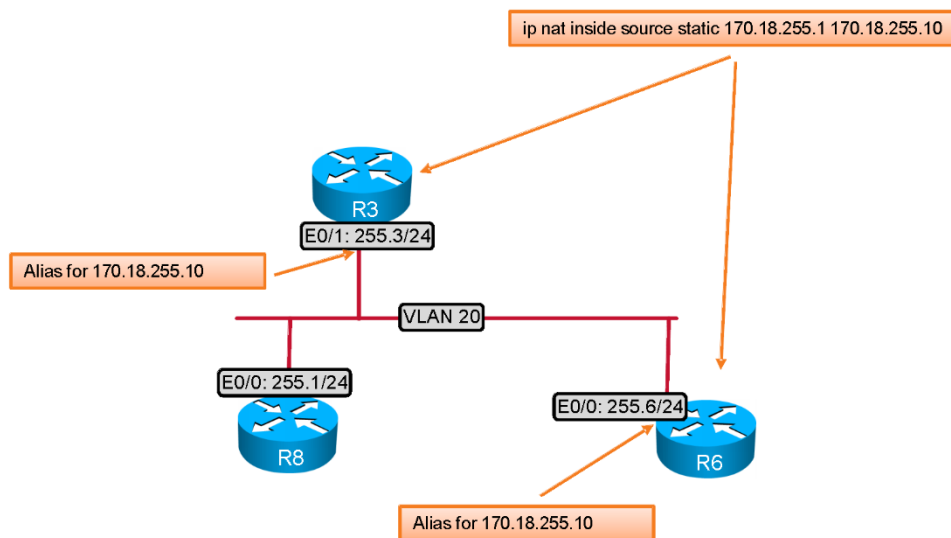 ip nat inside source static 170.18.255.1 170.18.255.10
R3
E0/1: 255.3/24
Alias for 170.18.255.10
VLAN 20
E0/0: 255.1/24
E0/0: 255.6/24
R8
R6
Alias for 170.18.255.10